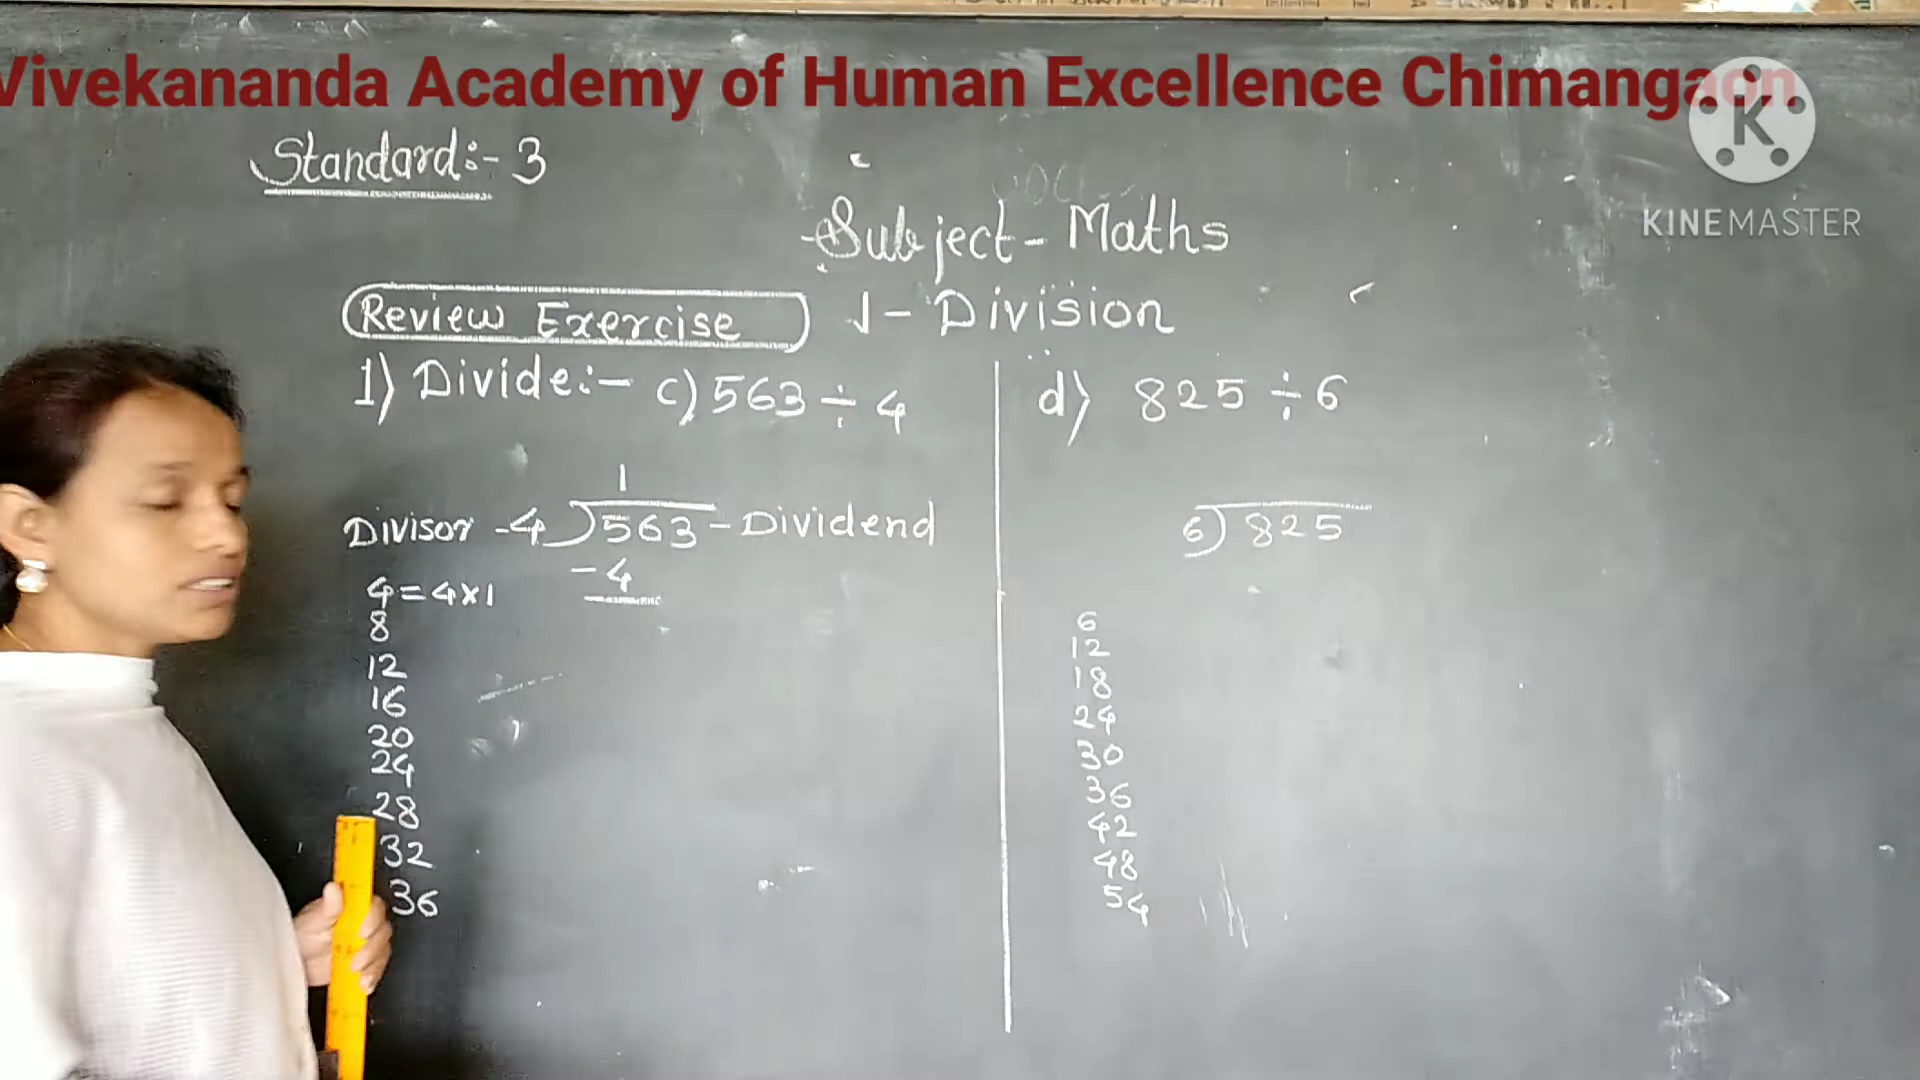 Vivekananda Academy of Human Excellence Chimangaon
K
KINEMASTER
Standard:- 3
Subject - Maths
Review Exercise 1 - Division
1) Divide:- c) 563 ÷ 4
1
Divisor - 4 ) 563 - Dividend
- 4
4 = 4 x 1
8
12
16
20
24
28
32
36
d) 825 ÷ 6
6 ) 825
6
12
18
24
30
36
42
48
54